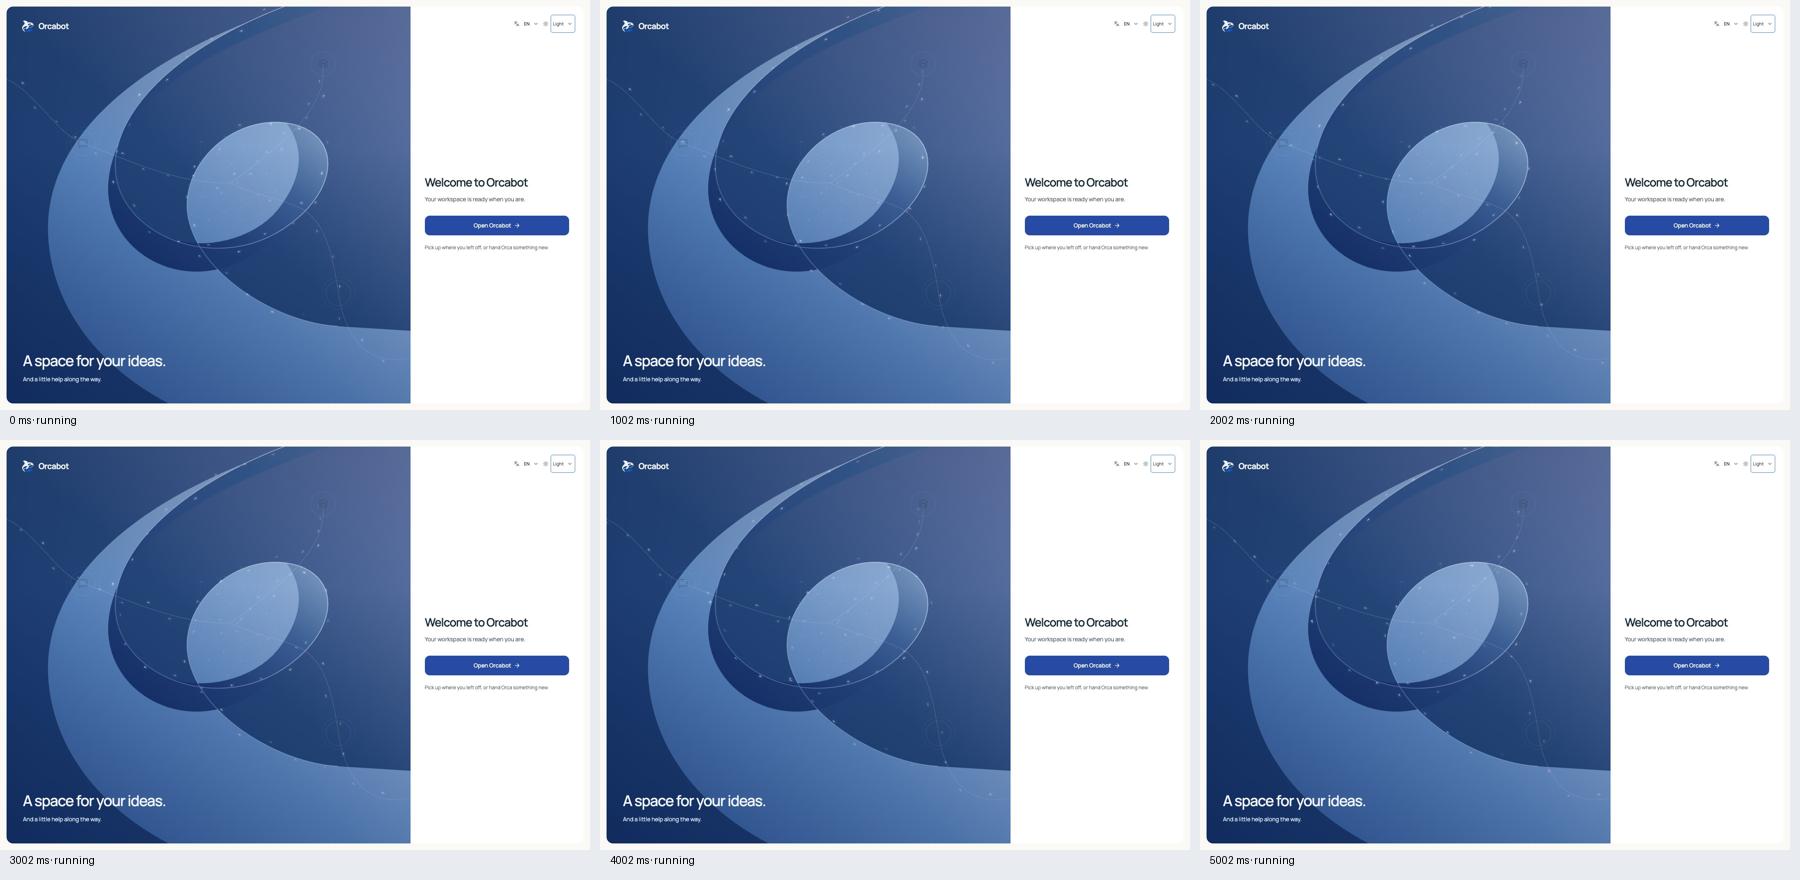 Orcabot
EN
Light
Welcome to Orcabot
Your workspace is ready when you are.
Open Orcabot →
Pick up where you left off, or hand Orca something new.
A space for your ideas.
And a little help along the way.
0 ms·running
Orcabot
EN
Light
Welcome to Orcabot
Your workspace is ready when you are.
Open Orcabot →
Pick up where you left off, or hand Orca something new.
A space for your ideas.
And a little help along the way.
1002 ms·running
Orcabot
EN
Light
Welcome to Orcabot
Your workspace is ready when you are.
Open Orcabot →
Pick up where you left off, or hand Orca something new.
A space for your ideas.
And a little help along the way.
2002 ms·running
Orcabot
EN
Light
Welcome to Orcabot
Your workspace is ready when you are.
Open Orcabot →
Pick up where you left off, or hand Orca something new.
A space for your ideas.
And a little help along the way.
3002 ms·running
Orcabot
EN
Light
Welcome to Orcabot
Your workspace is ready when you are.
Open Orcabot →
Pick up where you left off, or hand Orca something new.
A space for your ideas.
And a little help along the way.
4002 ms·running
Orcabot
EN
Light
Welcome to Orcabot
Your workspace is ready when you are.
Open Orcabot →
Pick up where you left off, or hand Orca something new.
A space for your ideas.
And a little help along the way.
5002 ms·running